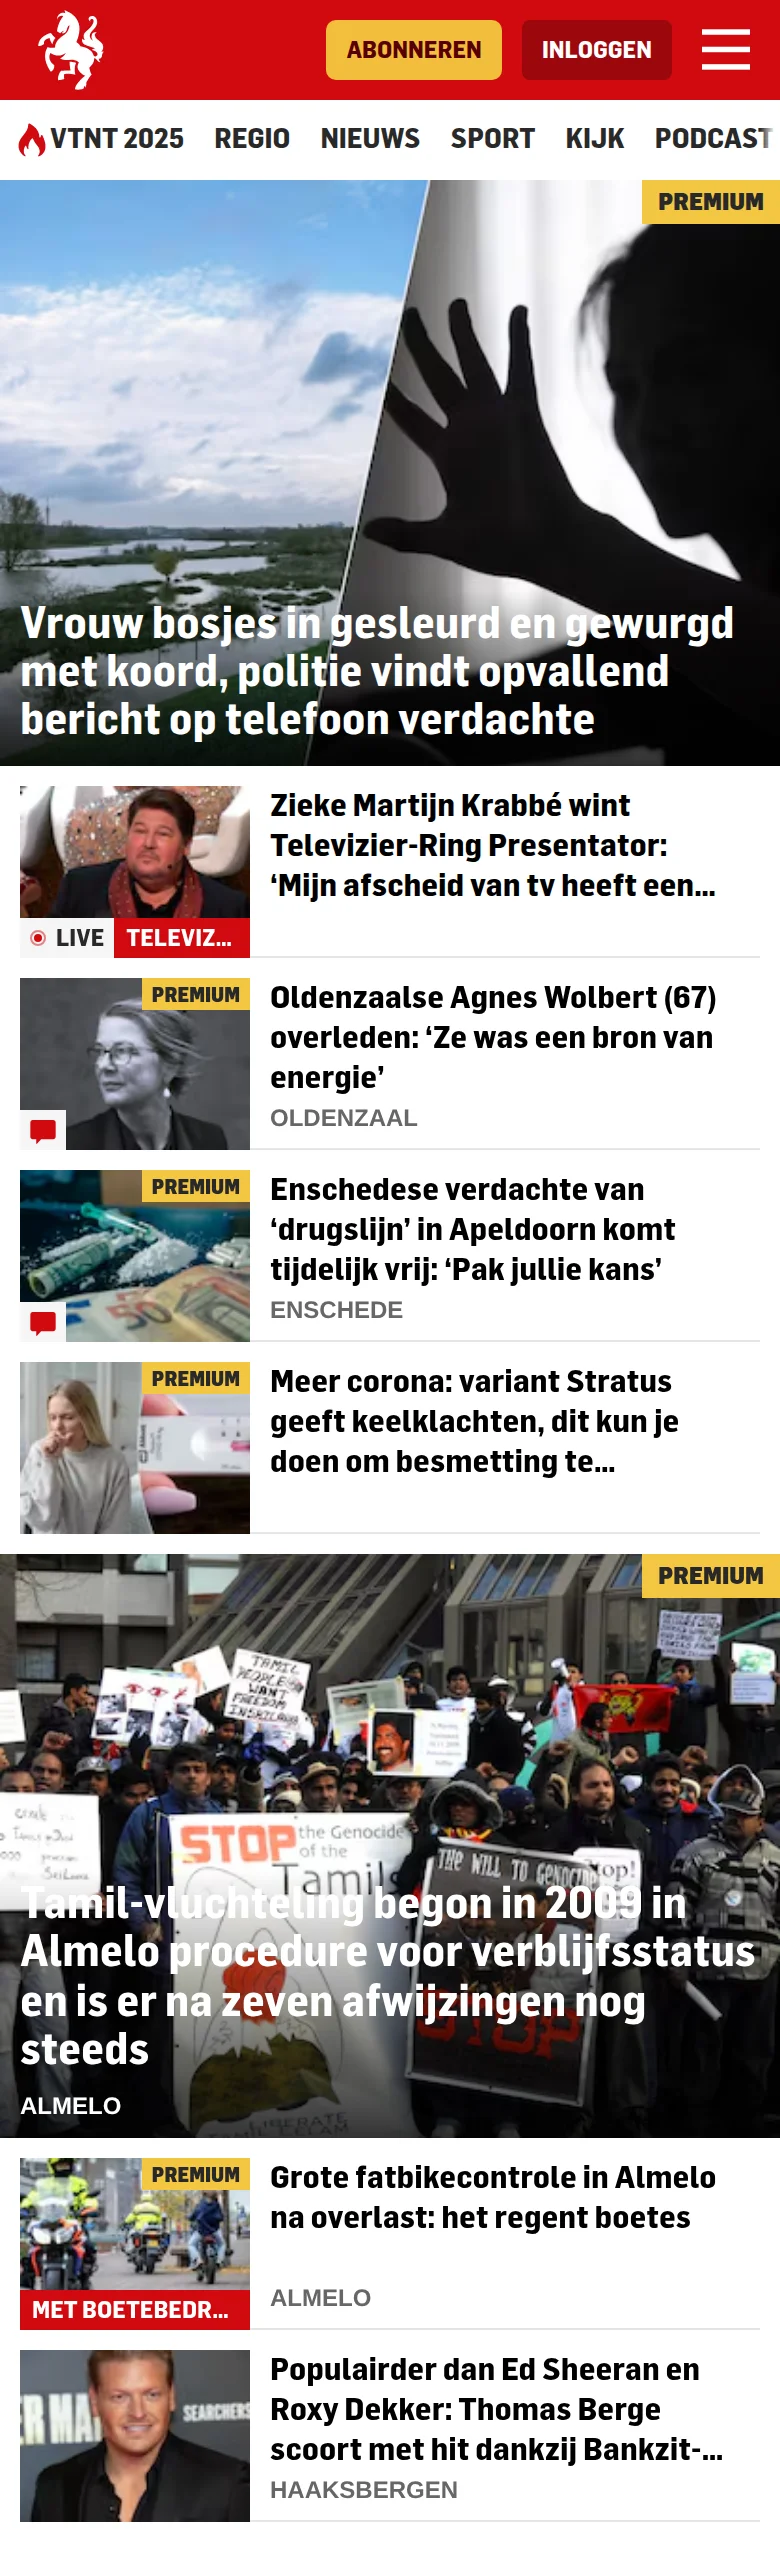 ABONNEREN
INLOGGEN
VTNT 2025 REGIO NIEUWS SPORT KIJK PODCAST
PREMIUM
Vrouw bosjes in gesleurd en gewurgd
met koord, politie vindt opvallend
bericht op telefoon verdachte
Zieke Martijn Krabbé wint
Televizier-Ring Presentator:
‘Mijn afscheid van tv heeft een...
LIVE TELEVIZ...
PREMIUM
Oldenzaalse Agnes Wolbert (67)
overleden: ‘Ze was een bron van
energie’
OLDENZAAL
PREMIUM
Enschedese verdachte van
‘drugslijn’ in Apeldoorn komt
tijdelijk vrij: ‘Pak jullie kans’
ENSCHEDE
50
PREMIUM
Meer corona: variant Stratus
geeft keelklachten, dit kun je
doen om besmetting te...
PREMIUM
TAMIL
PEOPLE
WANT
FREEDOM
STOP the Genocide
of the
Tamils
THE WILL TO GENOCIDE
Stop!
STOP
LIBERATE
Tamil-vluchteling begon in 2009 in
Almelo procedure voor verblijfsstatus
en is er na zeven afwijzingen nog
steeds
ALMELO
PREMIUM
Grote fatbikecontrole in Almelo
na overlast: het regent boetes
ALMELO
MET BOETEBEDR...
Populairder dan Ed Sheeran en
Roxy Dekker: Thomas Berge
scoort met hit dankzij Bankzit-...
HAAKSBERGEN
SEARCHERS